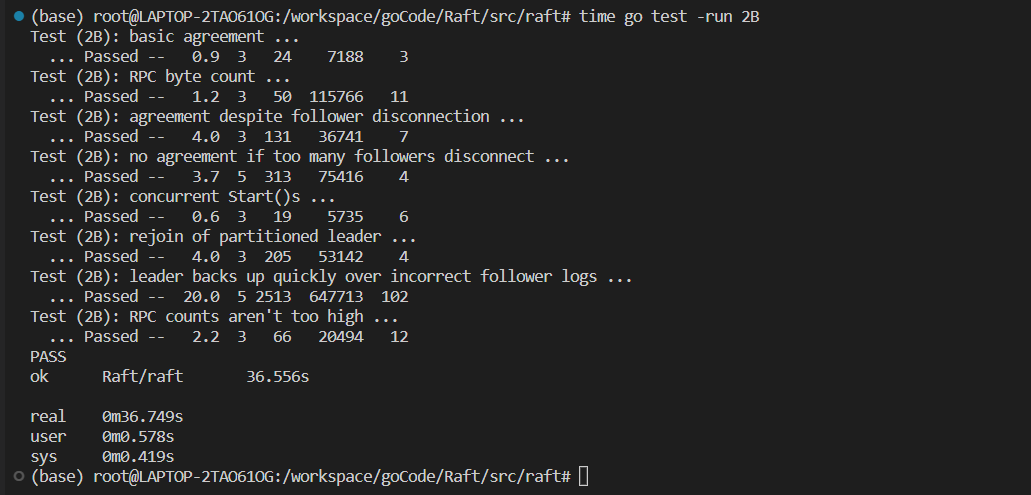 (base) root@LAPTOP-2TAO61OG:/workspace/goCode/Raft/src/raft# time go test -run 2B
Test (2B): basic agreement ...
  ... Passed --   0.9  3   24    7188    3
Test (2B): RPC byte count ...
  ... Passed --   1.2  3   50  115766   11
Test (2B): agreement despite follower disconnection ...
  ... Passed --   4.0  3  131   36741    7
Test (2B): no agreement if too many followers disconnect ...
  ... Passed --   3.7  5  313   75416    4
Test (2B): concurrent Start()s ...
  ... Passed --   0.6  3   19    5735    6
Test (2B): rejoin of partitioned leader ...
  ... Passed --   4.0  3  205   53142    4
Test (2B): leader backs up quickly over incorrect follower logs ...
  ... Passed --  20.0  5 2513  647713  102
Test (2B): RPC counts aren't too high ...
  ... Passed --   2.2  3   66   20494   12
PASS
ok      Raft/raft       36.556s
real    0m36.749s
user    0m0.578s
sys     0m0.419s
(base) root@LAPTOP-2TAO61OG:/workspace/goCode/Raft/src/raft#